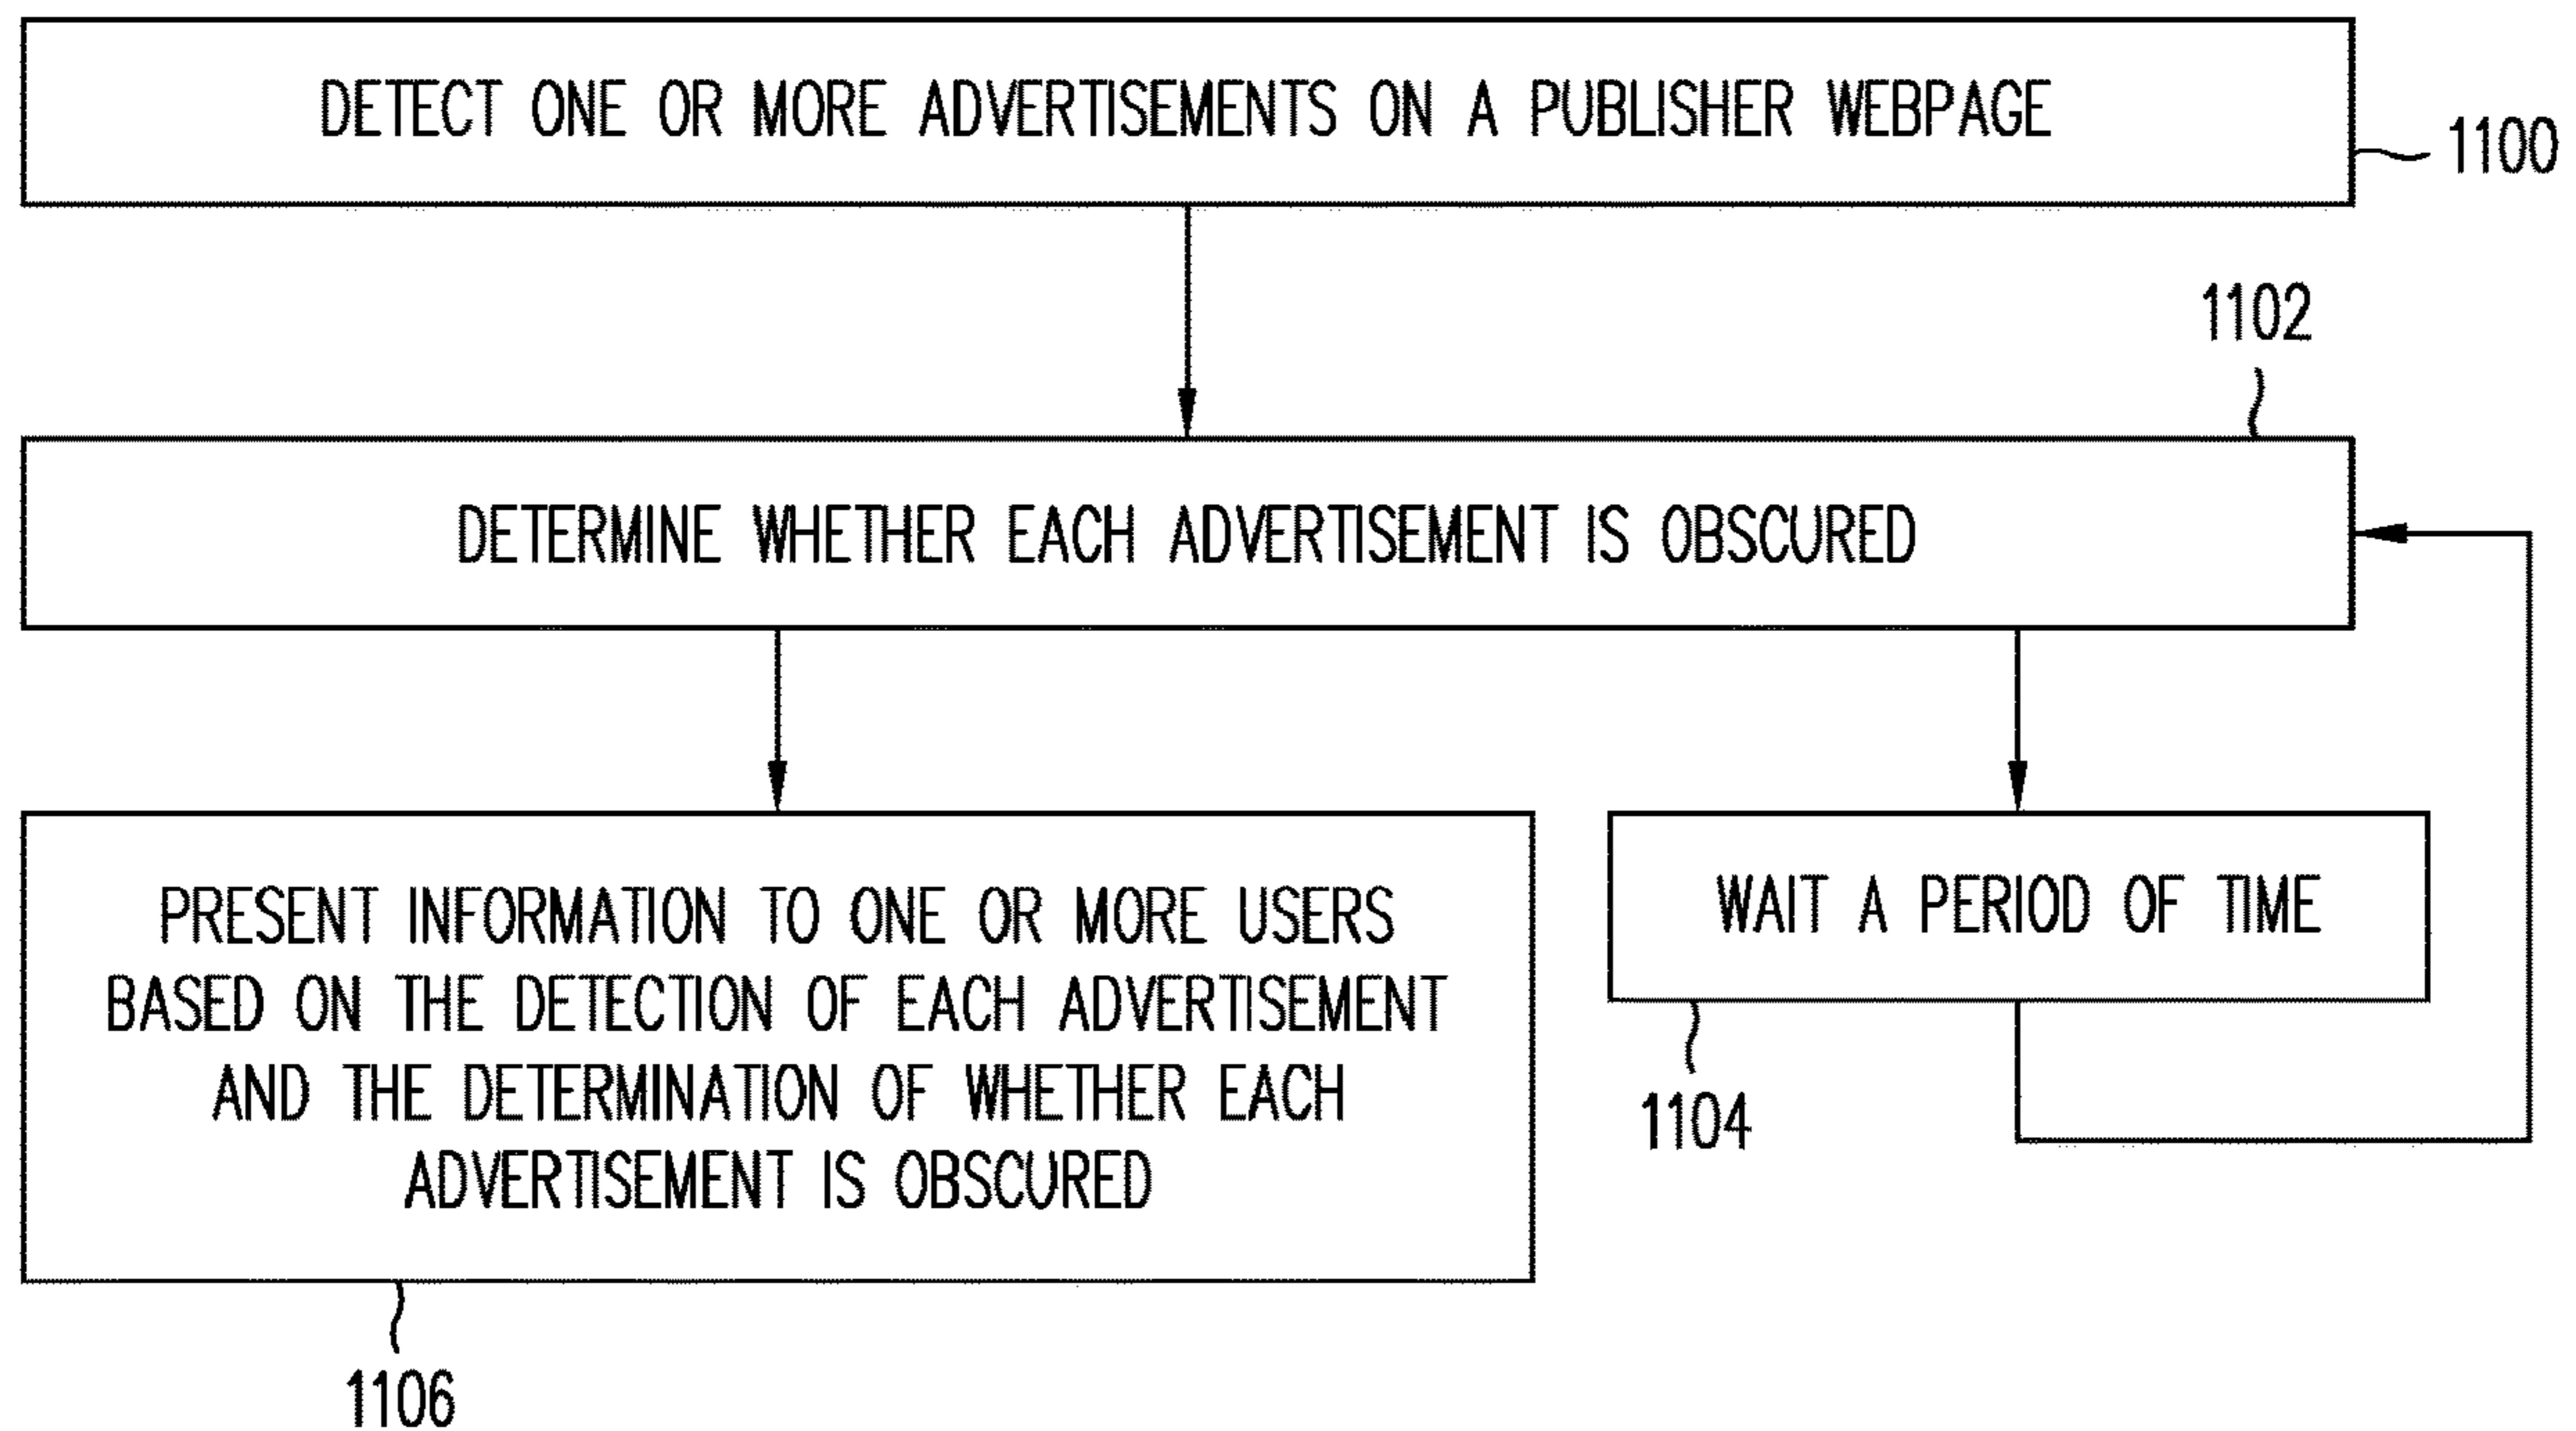 DETECT ONE OR MORE ADVERTISEMENTS ON A PUBLISHER WEBPAGE
1100
1102
DETERMINE WHETHER EACH ADVERTISEMENT IS OBSCURED
PRESENT INFORMATION TO ONE OR MORE USERS
BASED ON THE DETECTION OF EACH ADVERTISEMENT
AND THE DETERMINATION OF WHETHER EACH
ADVERTISEMENT IS OBSCURED
WAIT A PERIOD OF TIME
1104
1106